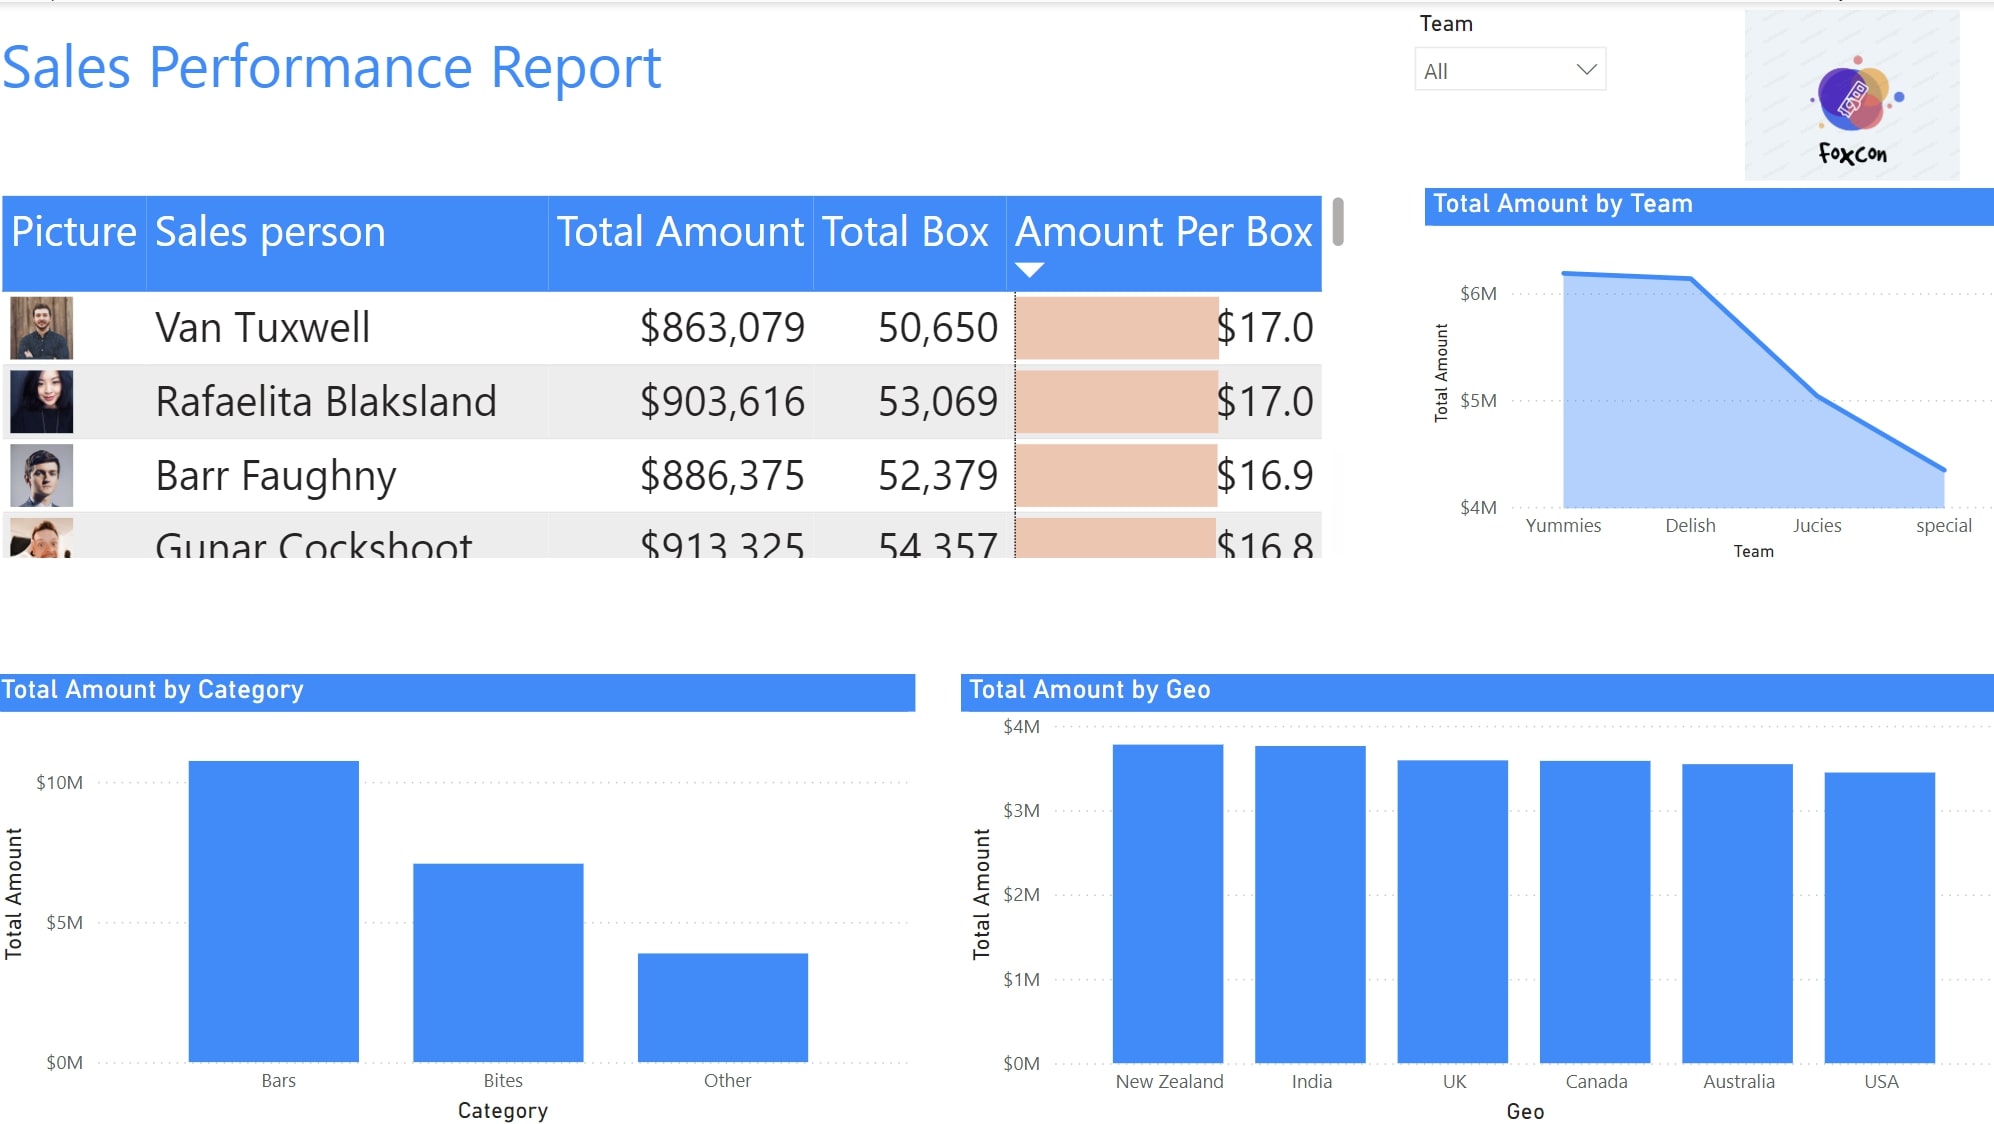 Sales Performance Report
Team
All
FoxCon
Picture Sales person Total Amount Total Box Amount Per Box
Van Tuxwell $863,079 50,650 $17.0
Rafaelita Blaksland $903,616 53,069 $17.0
Barr Faughny $886,375 52,379 $16.9
Gunar Cockshoot $913,325 54,357 $16.8
Total Amount by Team
$6M
$5M
$4M
Total Amount
Yummies Delish Jucies special
Team
Total Amount by Category
$10M
$5M
$0M
Total Amount
Bars Bites Other
Category
Total Amount by Geo
$4M
$3M
$2M
$1M
$0M
Total Amount
New Zealand India UK Canada Australia USA
Geo